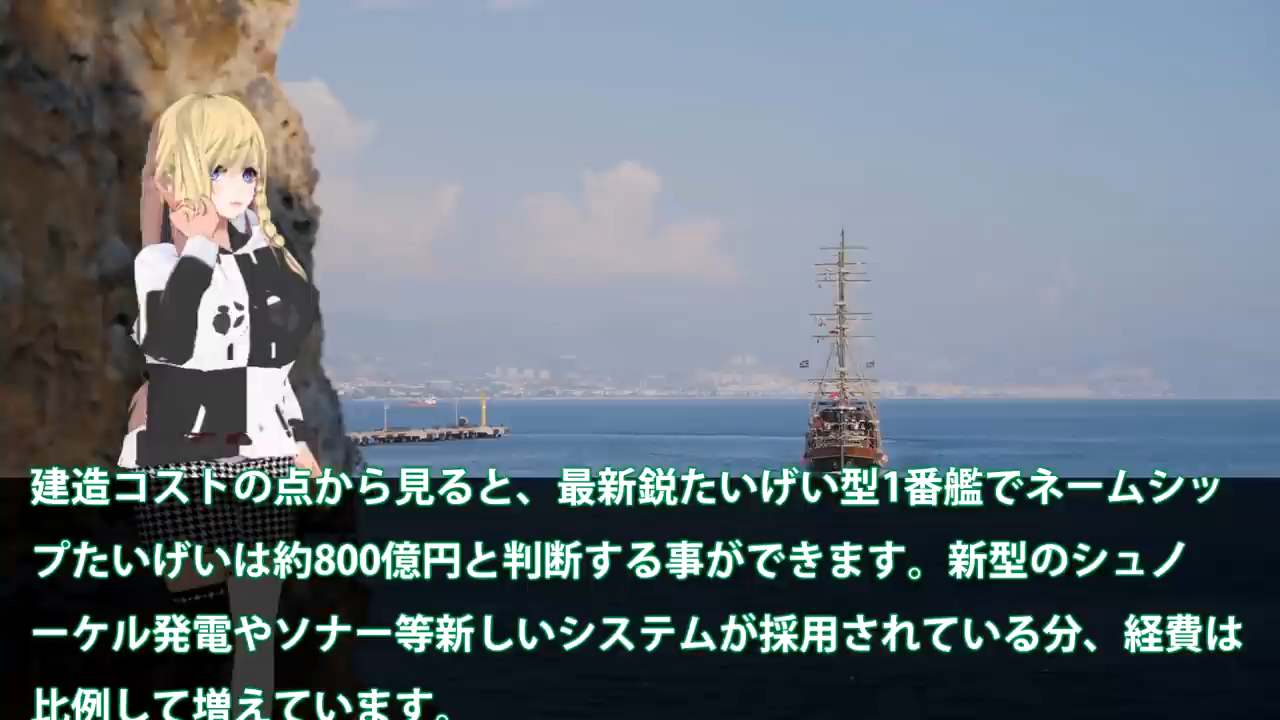 建造コストの点から見ると、最新鋭たいげい型1番艦でネームシッ
プたいげいは約800億円と判断する事ができます。新型のシュノ
ーケル発電やソナー等新しいシステムが採用されている分、経費は
比例して増えています。